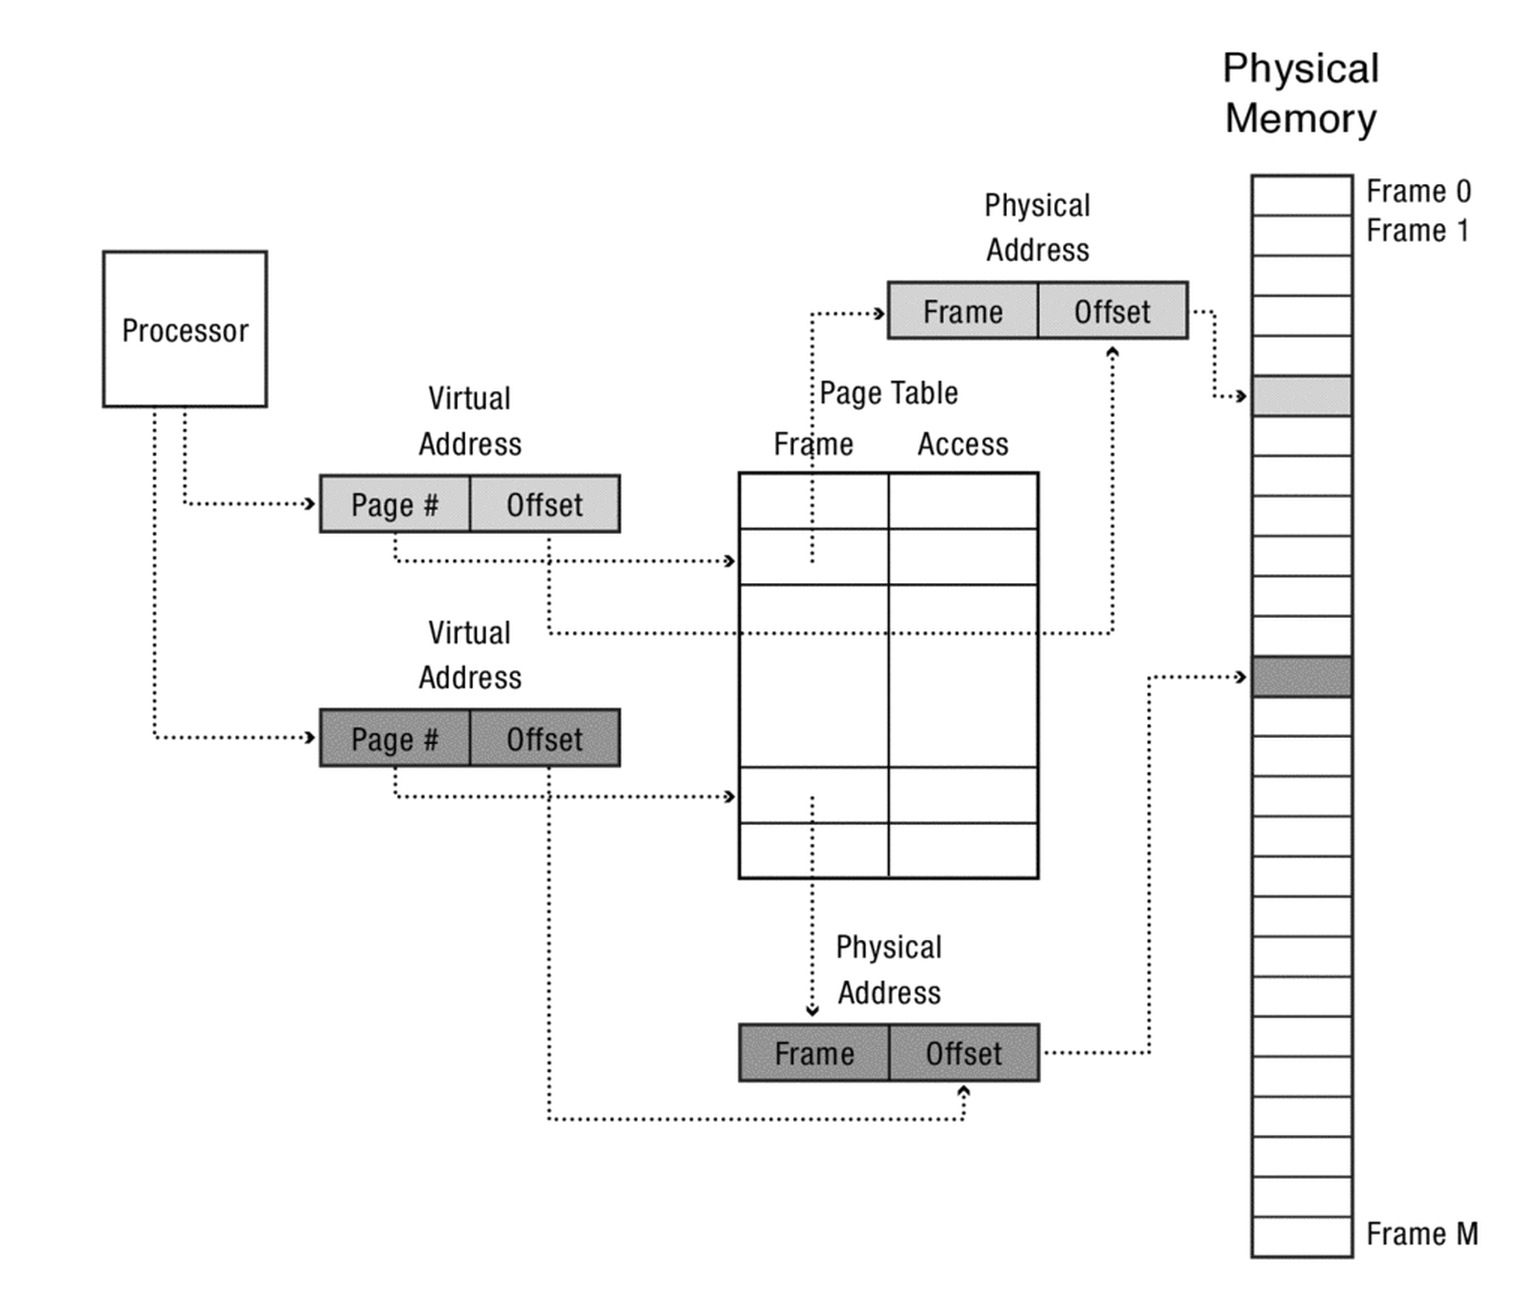 Physical
Memory
Frame 0
Frame 1
Physical
Address
Frame Offset
Processor
Virtual
Address
Page # Offset
Page Table
Frame Access
Virtual
Address
Page # Offset
Physical
Address
Frame Offset
Frame M